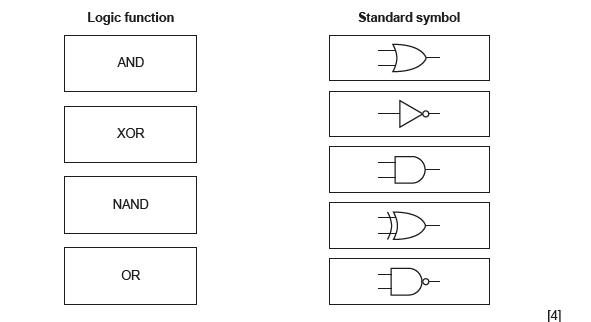 Logic function
Standard symbol
AND
XOR
NAND
OR
[4]